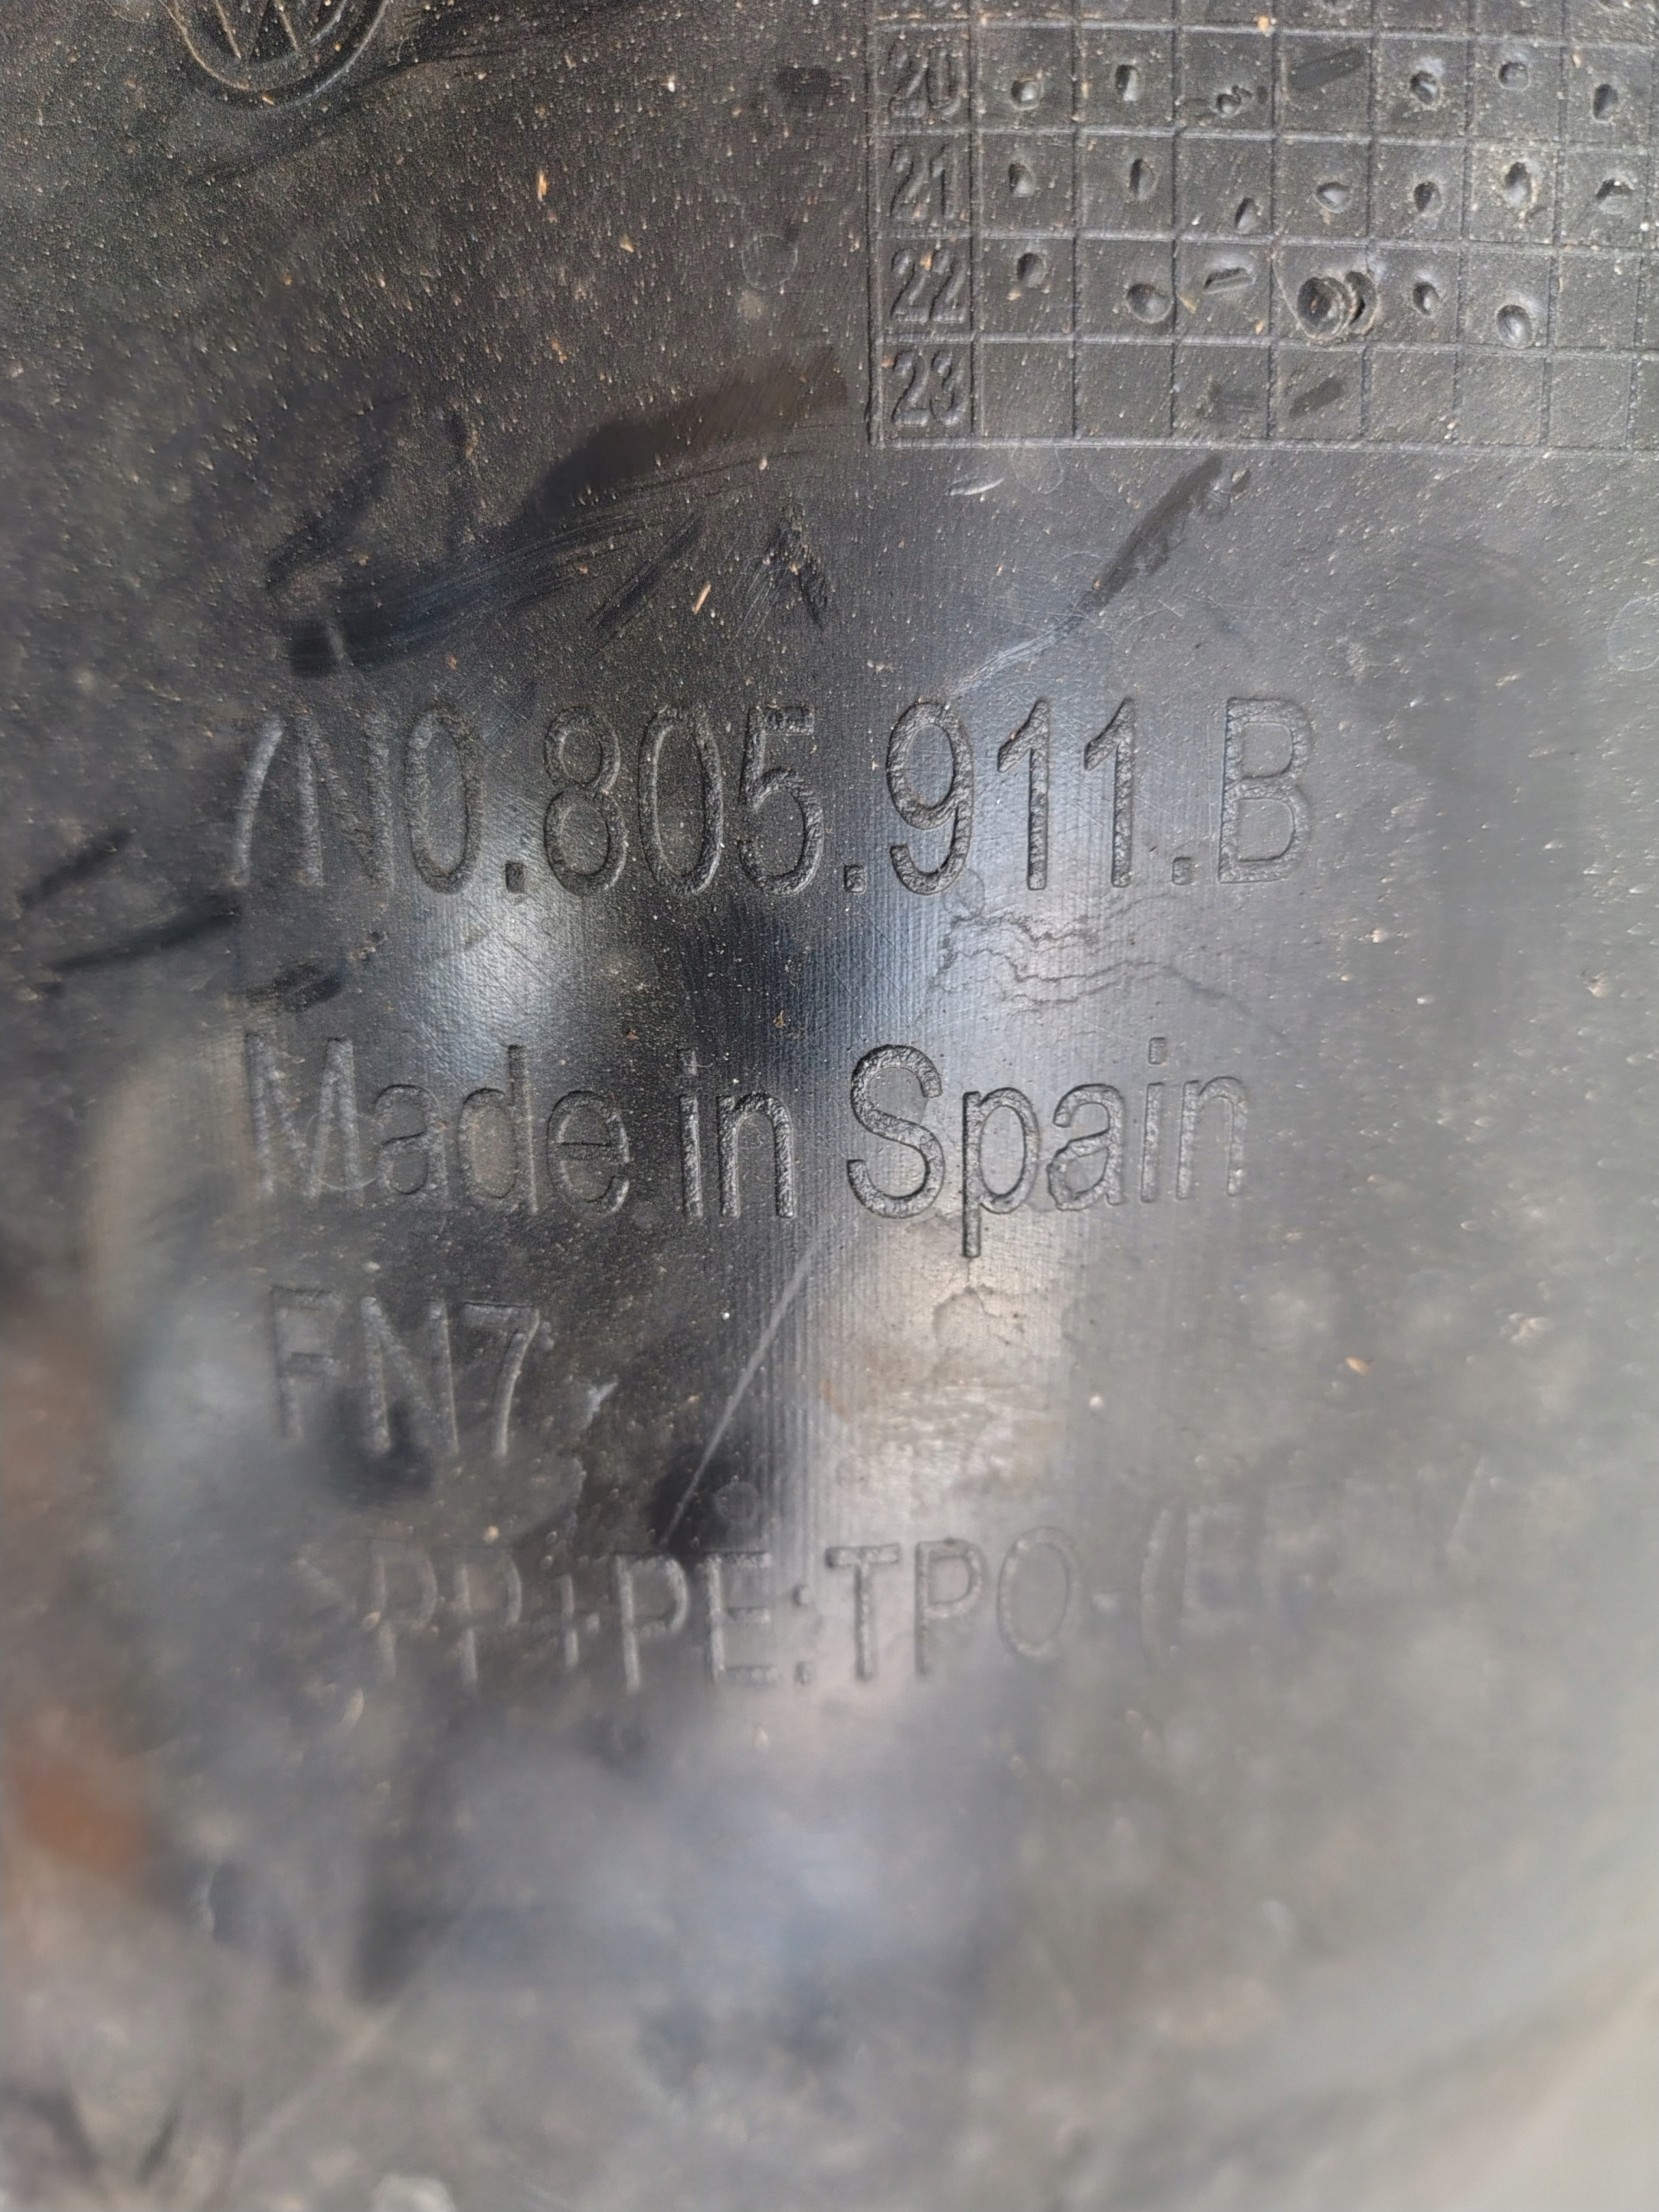 20
21
22
23
7N0.805.911.B
Made in Spain
FN7
PP+PE:TPO-(E